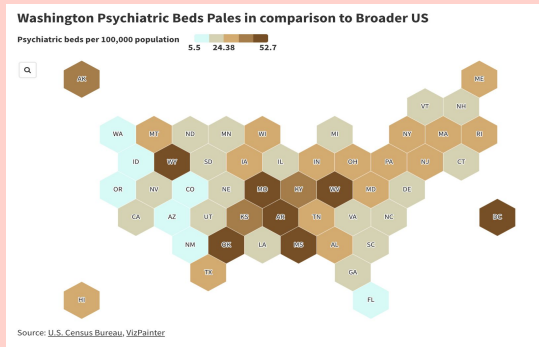 Washington Psychiatric Beds Pales in comparison to Broader US
Psychiatric beds per 100,000 population
5.5 24.38 52.7
AK ME
VT NH
WA MT ND MN WI MI NY MA RI
ID WY SD IA IL IN OH PA NJ CT
OR NV CO NE MO KY WV MD DE
CA AZ UT KS AR TN VA NC DC
NM OK LA MS AL SC
TX GA
HI FL
Source: U.S. Census Bureau, VizPainter